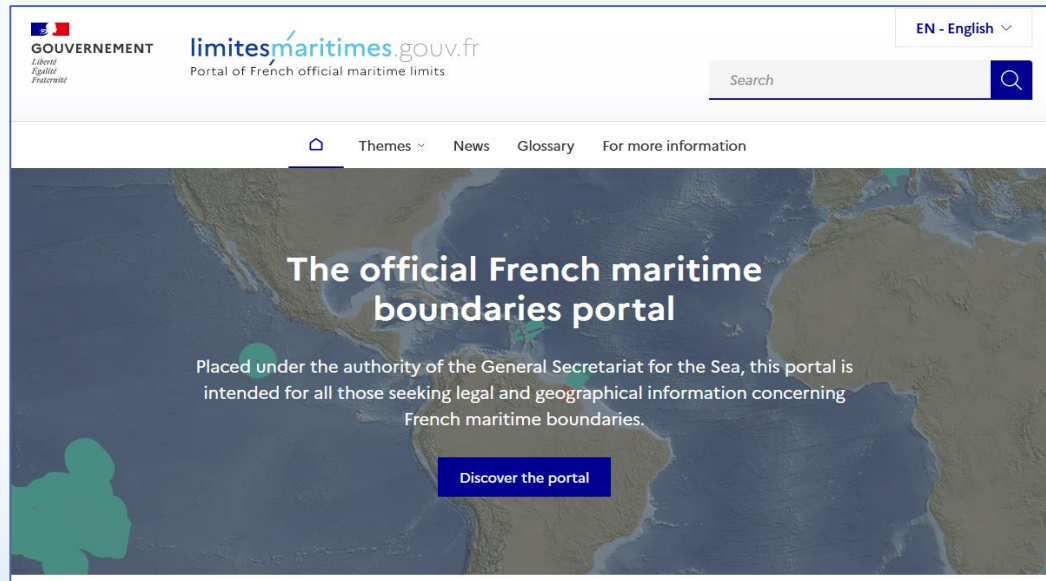 GOUVERNEMENT
Liberté
Égalité
Fraternité
limitesmaritimes.gouv.fr
Portal of French official maritime limits
EN - English
Search
Themes
News
Glossary
For more information
The official French maritime
boundaries portal
Placed under the authority of the General Secretariat for the Sea, this portal is
intended for all those seeking legal and geographical information concerning
French maritime boundaries.
Discover the portal